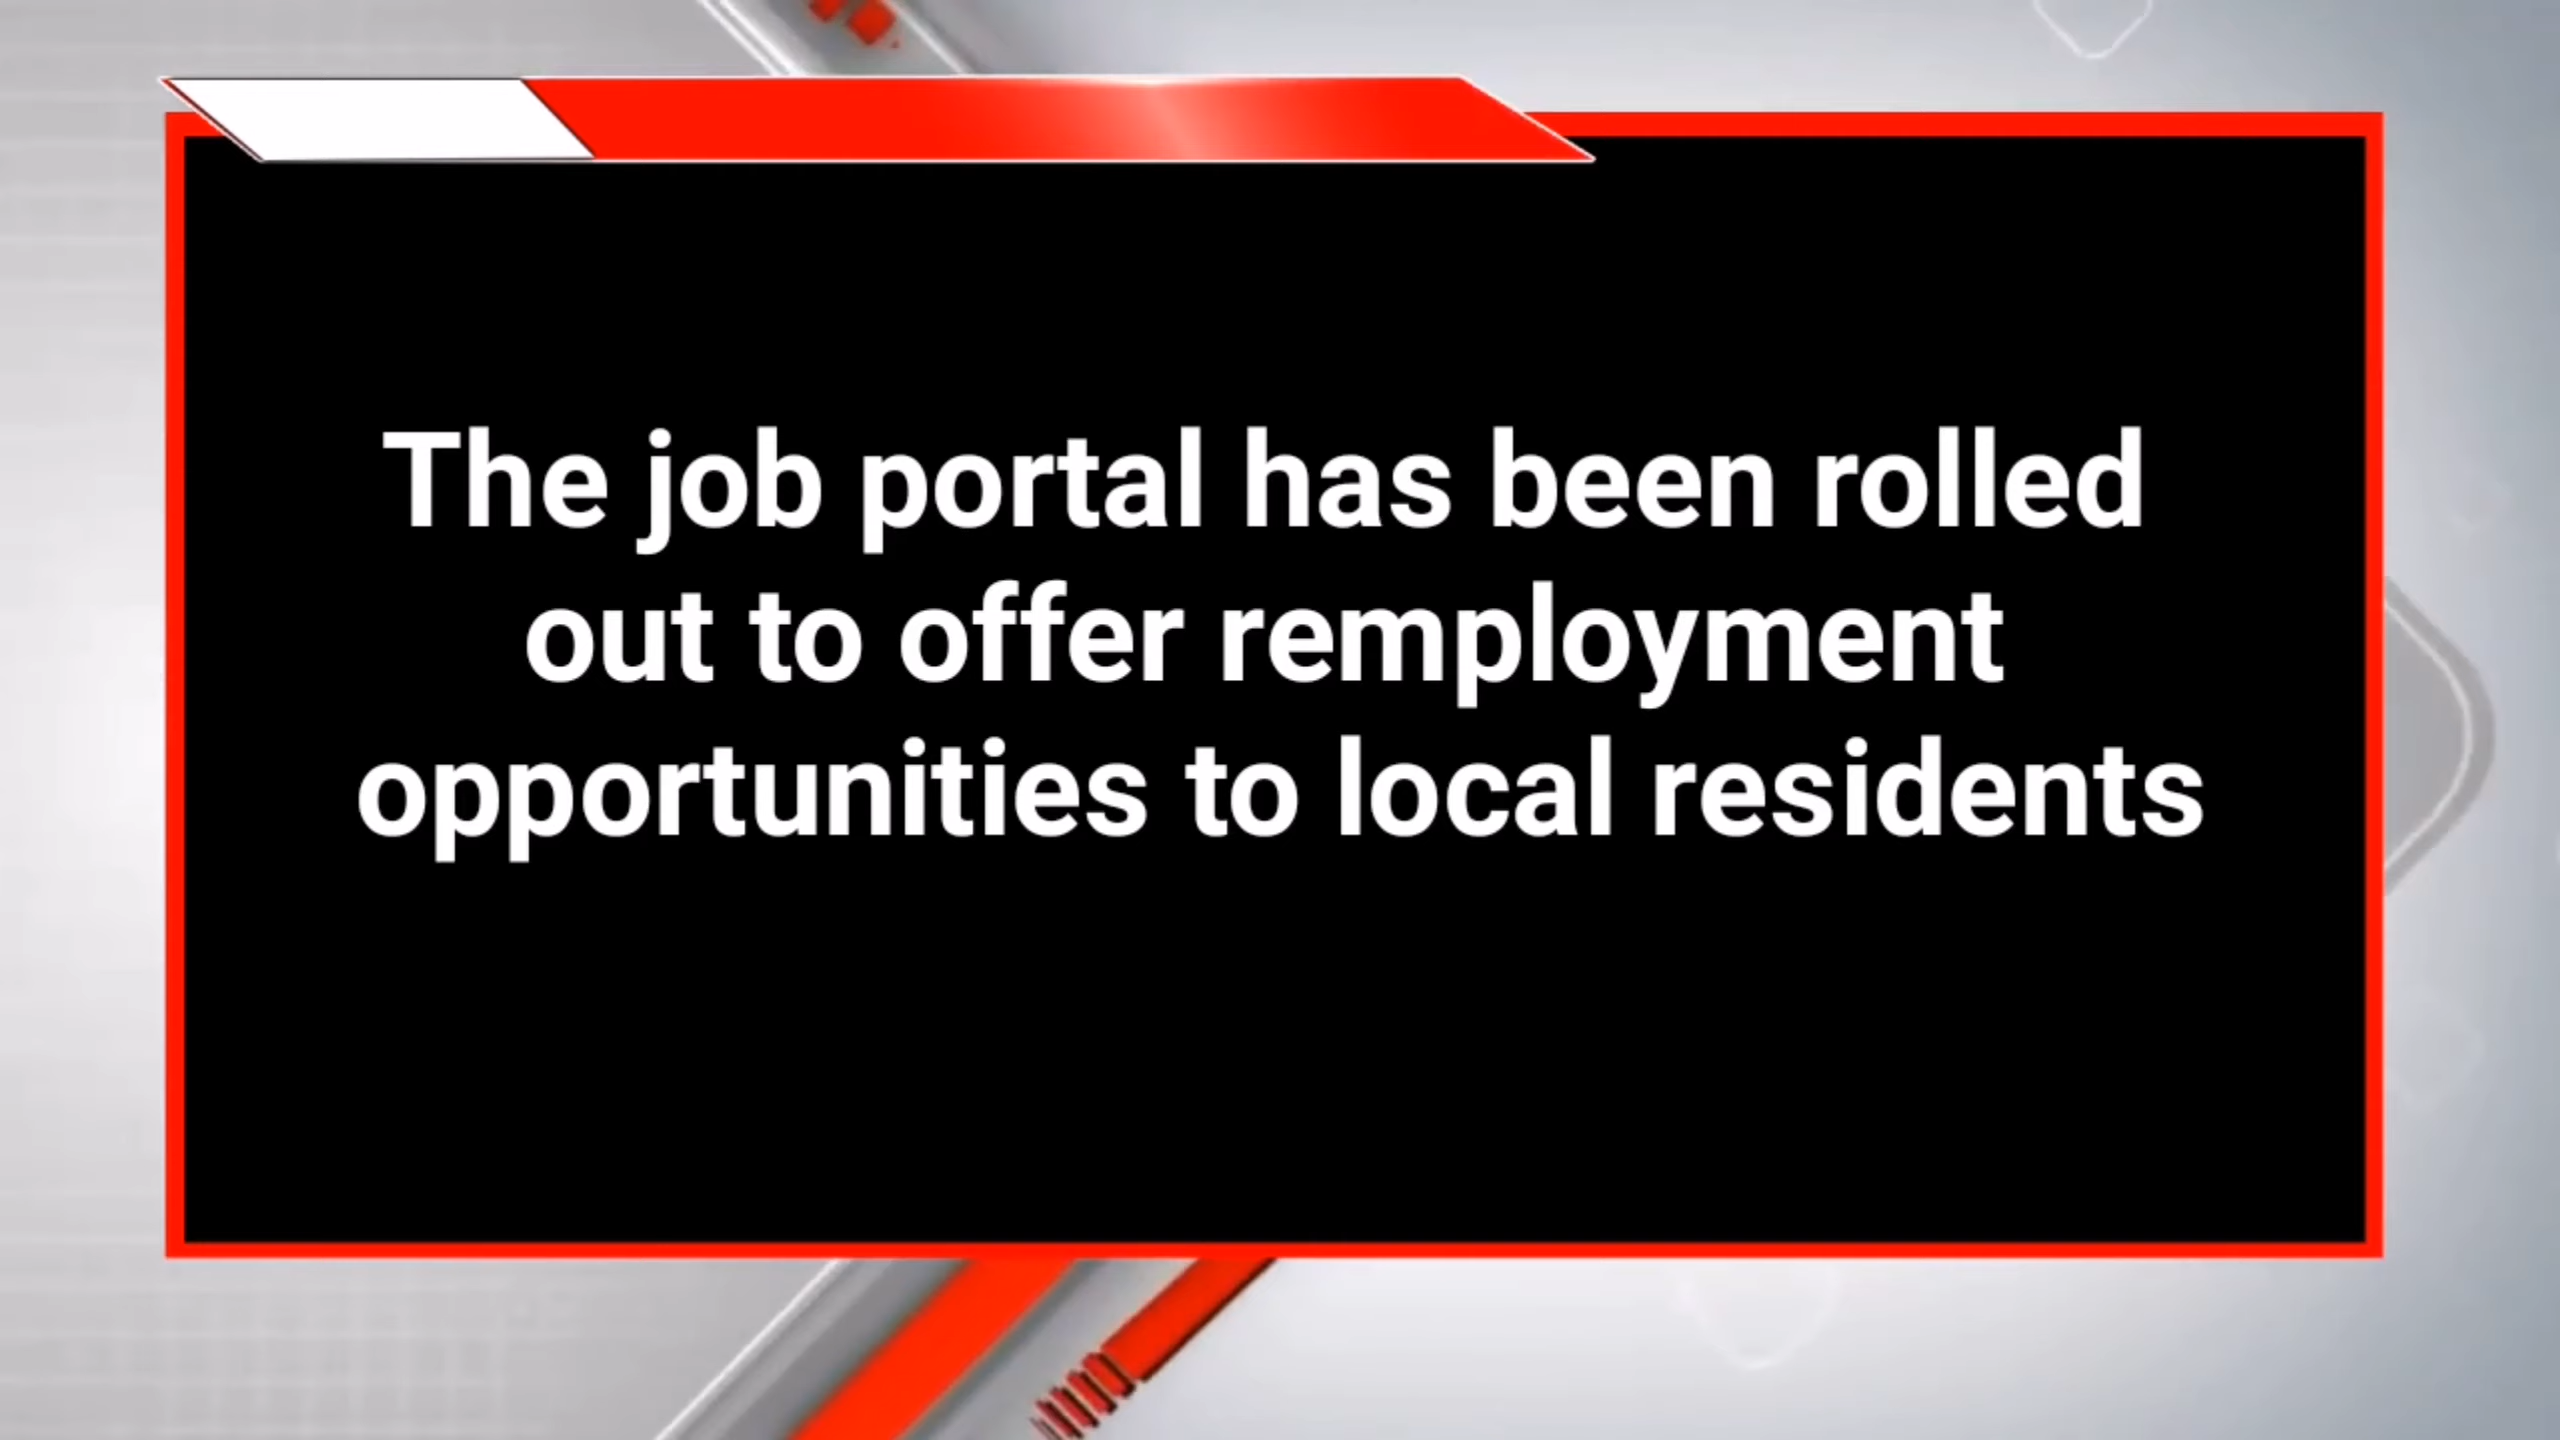 The job portal has been rolled
out to offer remployment
opportunities to local residents